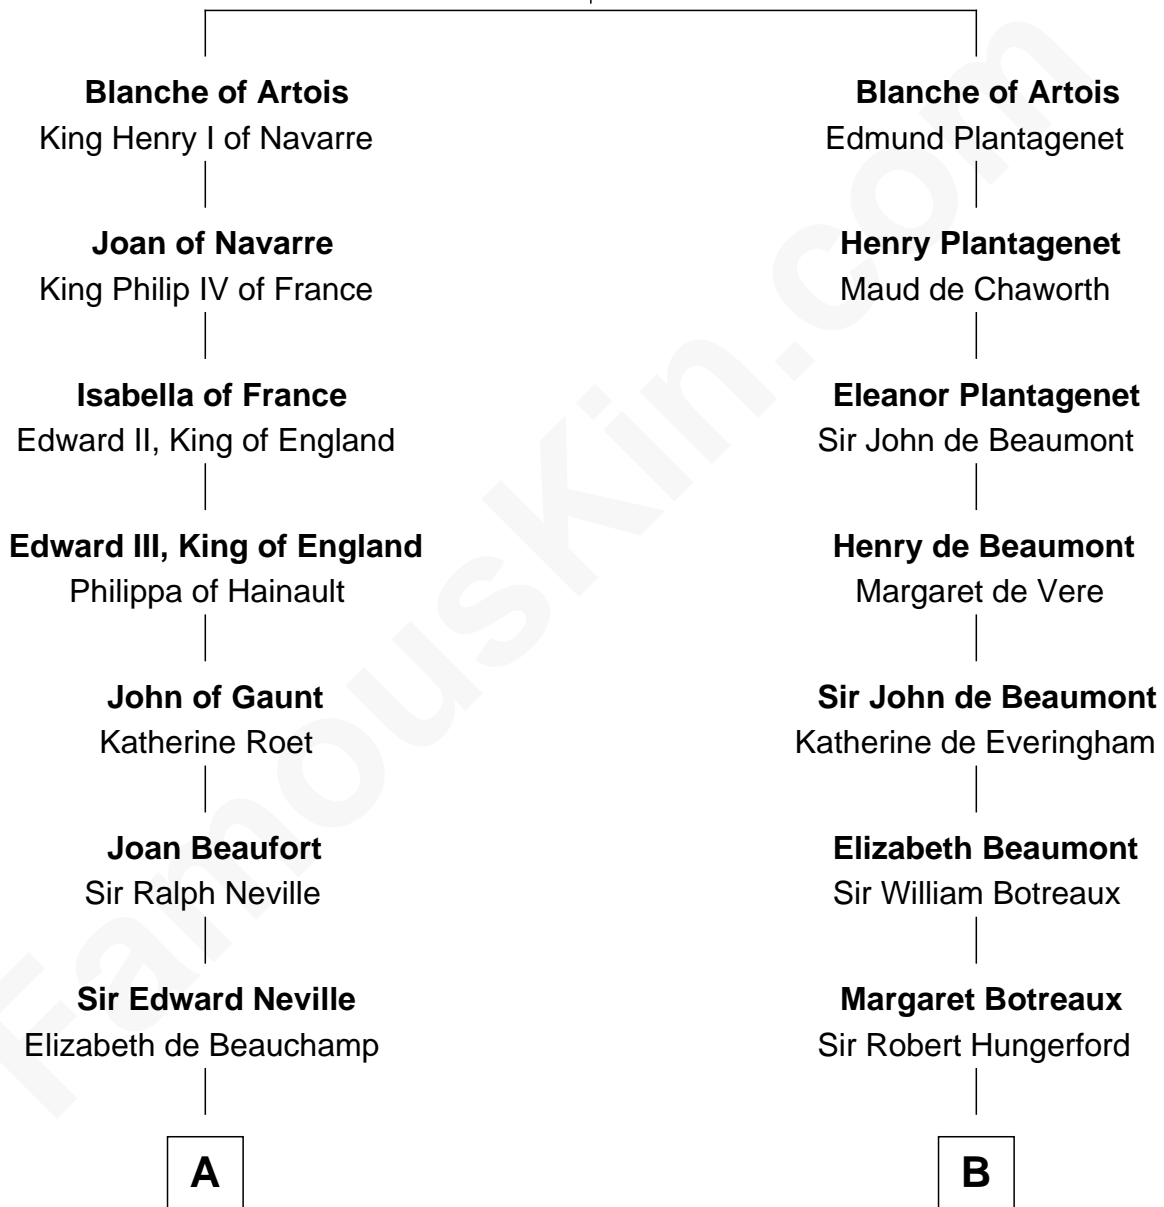 Blanche of Artois
King Henry I of Navarre
Joan of Navarre
King Philip IV of France
Isabella of France
Edward II, King of England
Edward III, King of England
Philippa of Hainault
John of Gaunt
Katherine Roet
Joan Beaufort
Sir Ralph Neville
Sir Edward Neville
Elizabeth de Beauchamp
A
Blanche of Artois
Edmund Plantagenet
Henry Plantagenet
Maud de Chaworth
Eleanor Plantagenet
Sir John de Beaumont
Henry de Beaumont
Margaret de Vere
Sir John de Beaumont
Katherine de Everingham
Elizabeth Beaumont
Sir William Botreaux
Margaret Botreaux
Sir Robert Hungerford
B
FamousKin.com